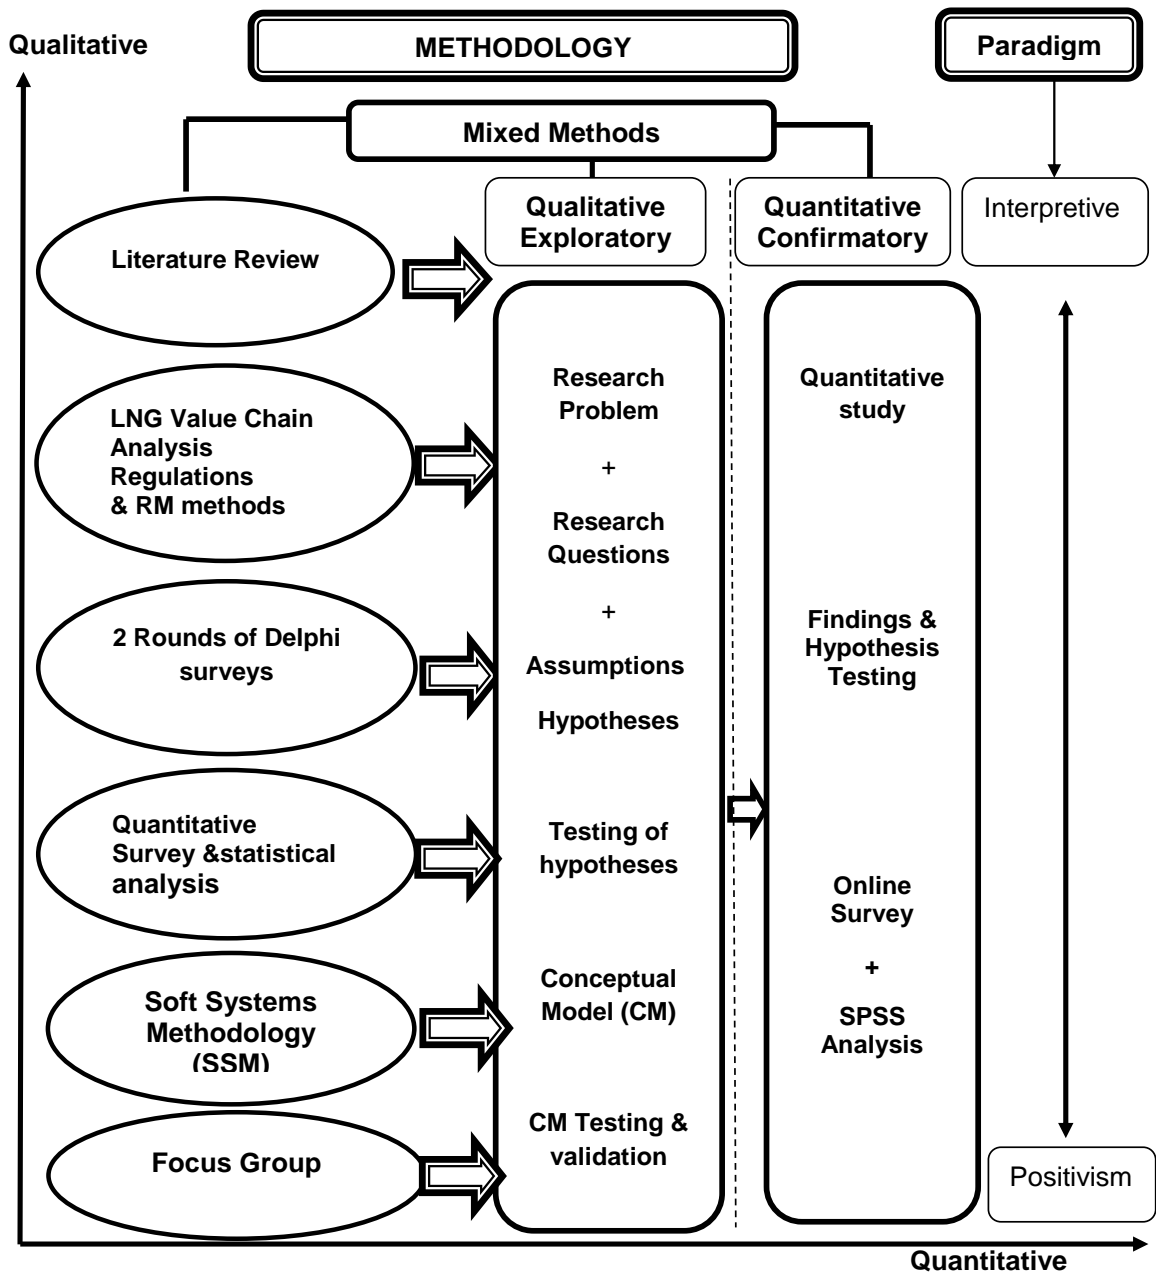 Qualitative
METHODOLOGY
Paradigm
Mixed Methods
Literature Review
LNG Value Chain
Analysis
Regulations
& RM methods
2 Rounds of Delphi
surveys
Quantitative
Survey &statistical
analysis
Soft Systems
Methodology
(SSM)
Focus Group
Qualitative
Exploratory
Research
Problem
+
Research
Questions
+
Assumptions
Hypotheses
Testing of
hypotheses
Conceptual
Model (CM)
CM Testing &
validation
Quantitative
Confirmatory
Quantitative
study
Findings &
Hypothesis
Testing
Online
Survey
+
SPSS
Analysis
Interpretive
Positivism
Quantitative